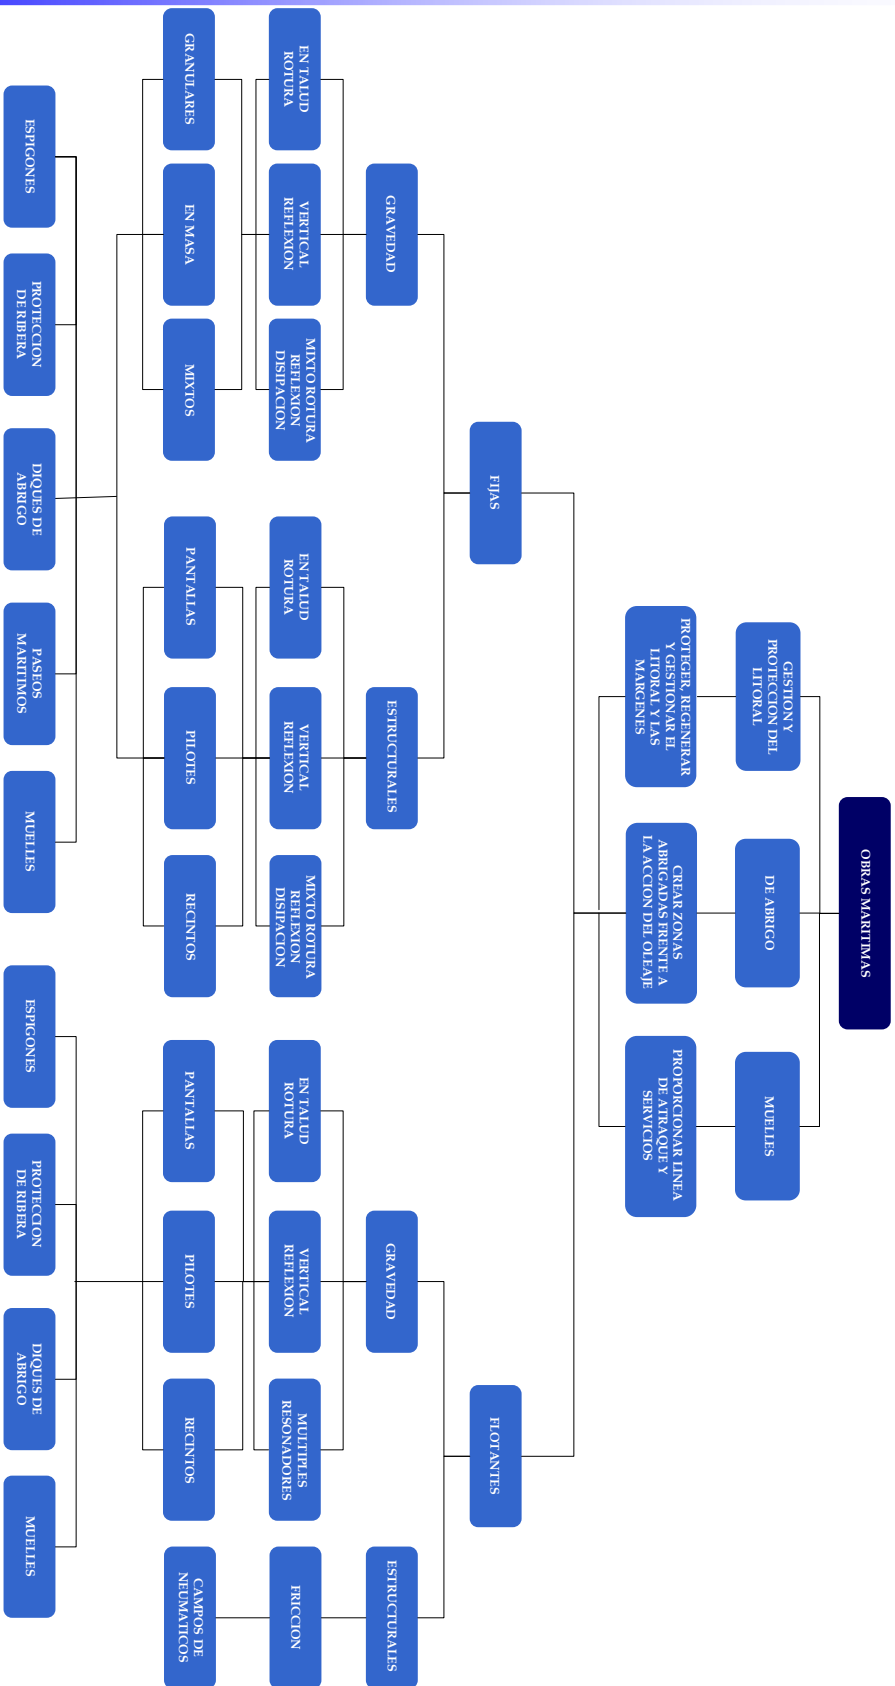 OBRAS MARITIMAS
GESTION Y
PROTECCION DEL
LITORAL
DE ABRIGO
MUELLES
PROTEGER, REGENERAR
Y GESTIONAR EL
LITORAL Y LAS
MARGENES
CREAR ZONAS
ABRIGADAS FRENTE A
LA ACCION DEL OLEAJE
PROPORCIONAR LINEA
DE ATRAQUE Y
SERVICIOS
FIJAS
FLOTANTES
GRAVEDAD
ESTRUCTURALES
GRAVEDAD
ESTRUCTURALES
EN TALUD
ROTURA
VERTICAL
REFLEXION
MIXTO ROTURA
REFLEXION
DISIPACION
EN TALUD
ROTURA
VERTICAL
REFLEXION
MIXTO ROTURA
REFLEXION
DISIPACION
EN TALUD
ROTURA
VERTICAL
REFLEXION
MULTIPLES
RESONADORES
FRICCION
GRANULARES
EN MASA
MIXTOS
PANTALLAS
PILOTES
RECINTOS
PANTALLAS
PILOTES
RECINTOS
CAMPOS DE
NEUMATICOS
ESPIGONES
PROTECCION
DE RIBERA
DIQUES DE
ABRIGO
PASEOS
MARITIMOS
MUELLES
ESPIGONES
PROTECCION
DE RIBERA
DIQUES DE
ABRIGO
MUELLES